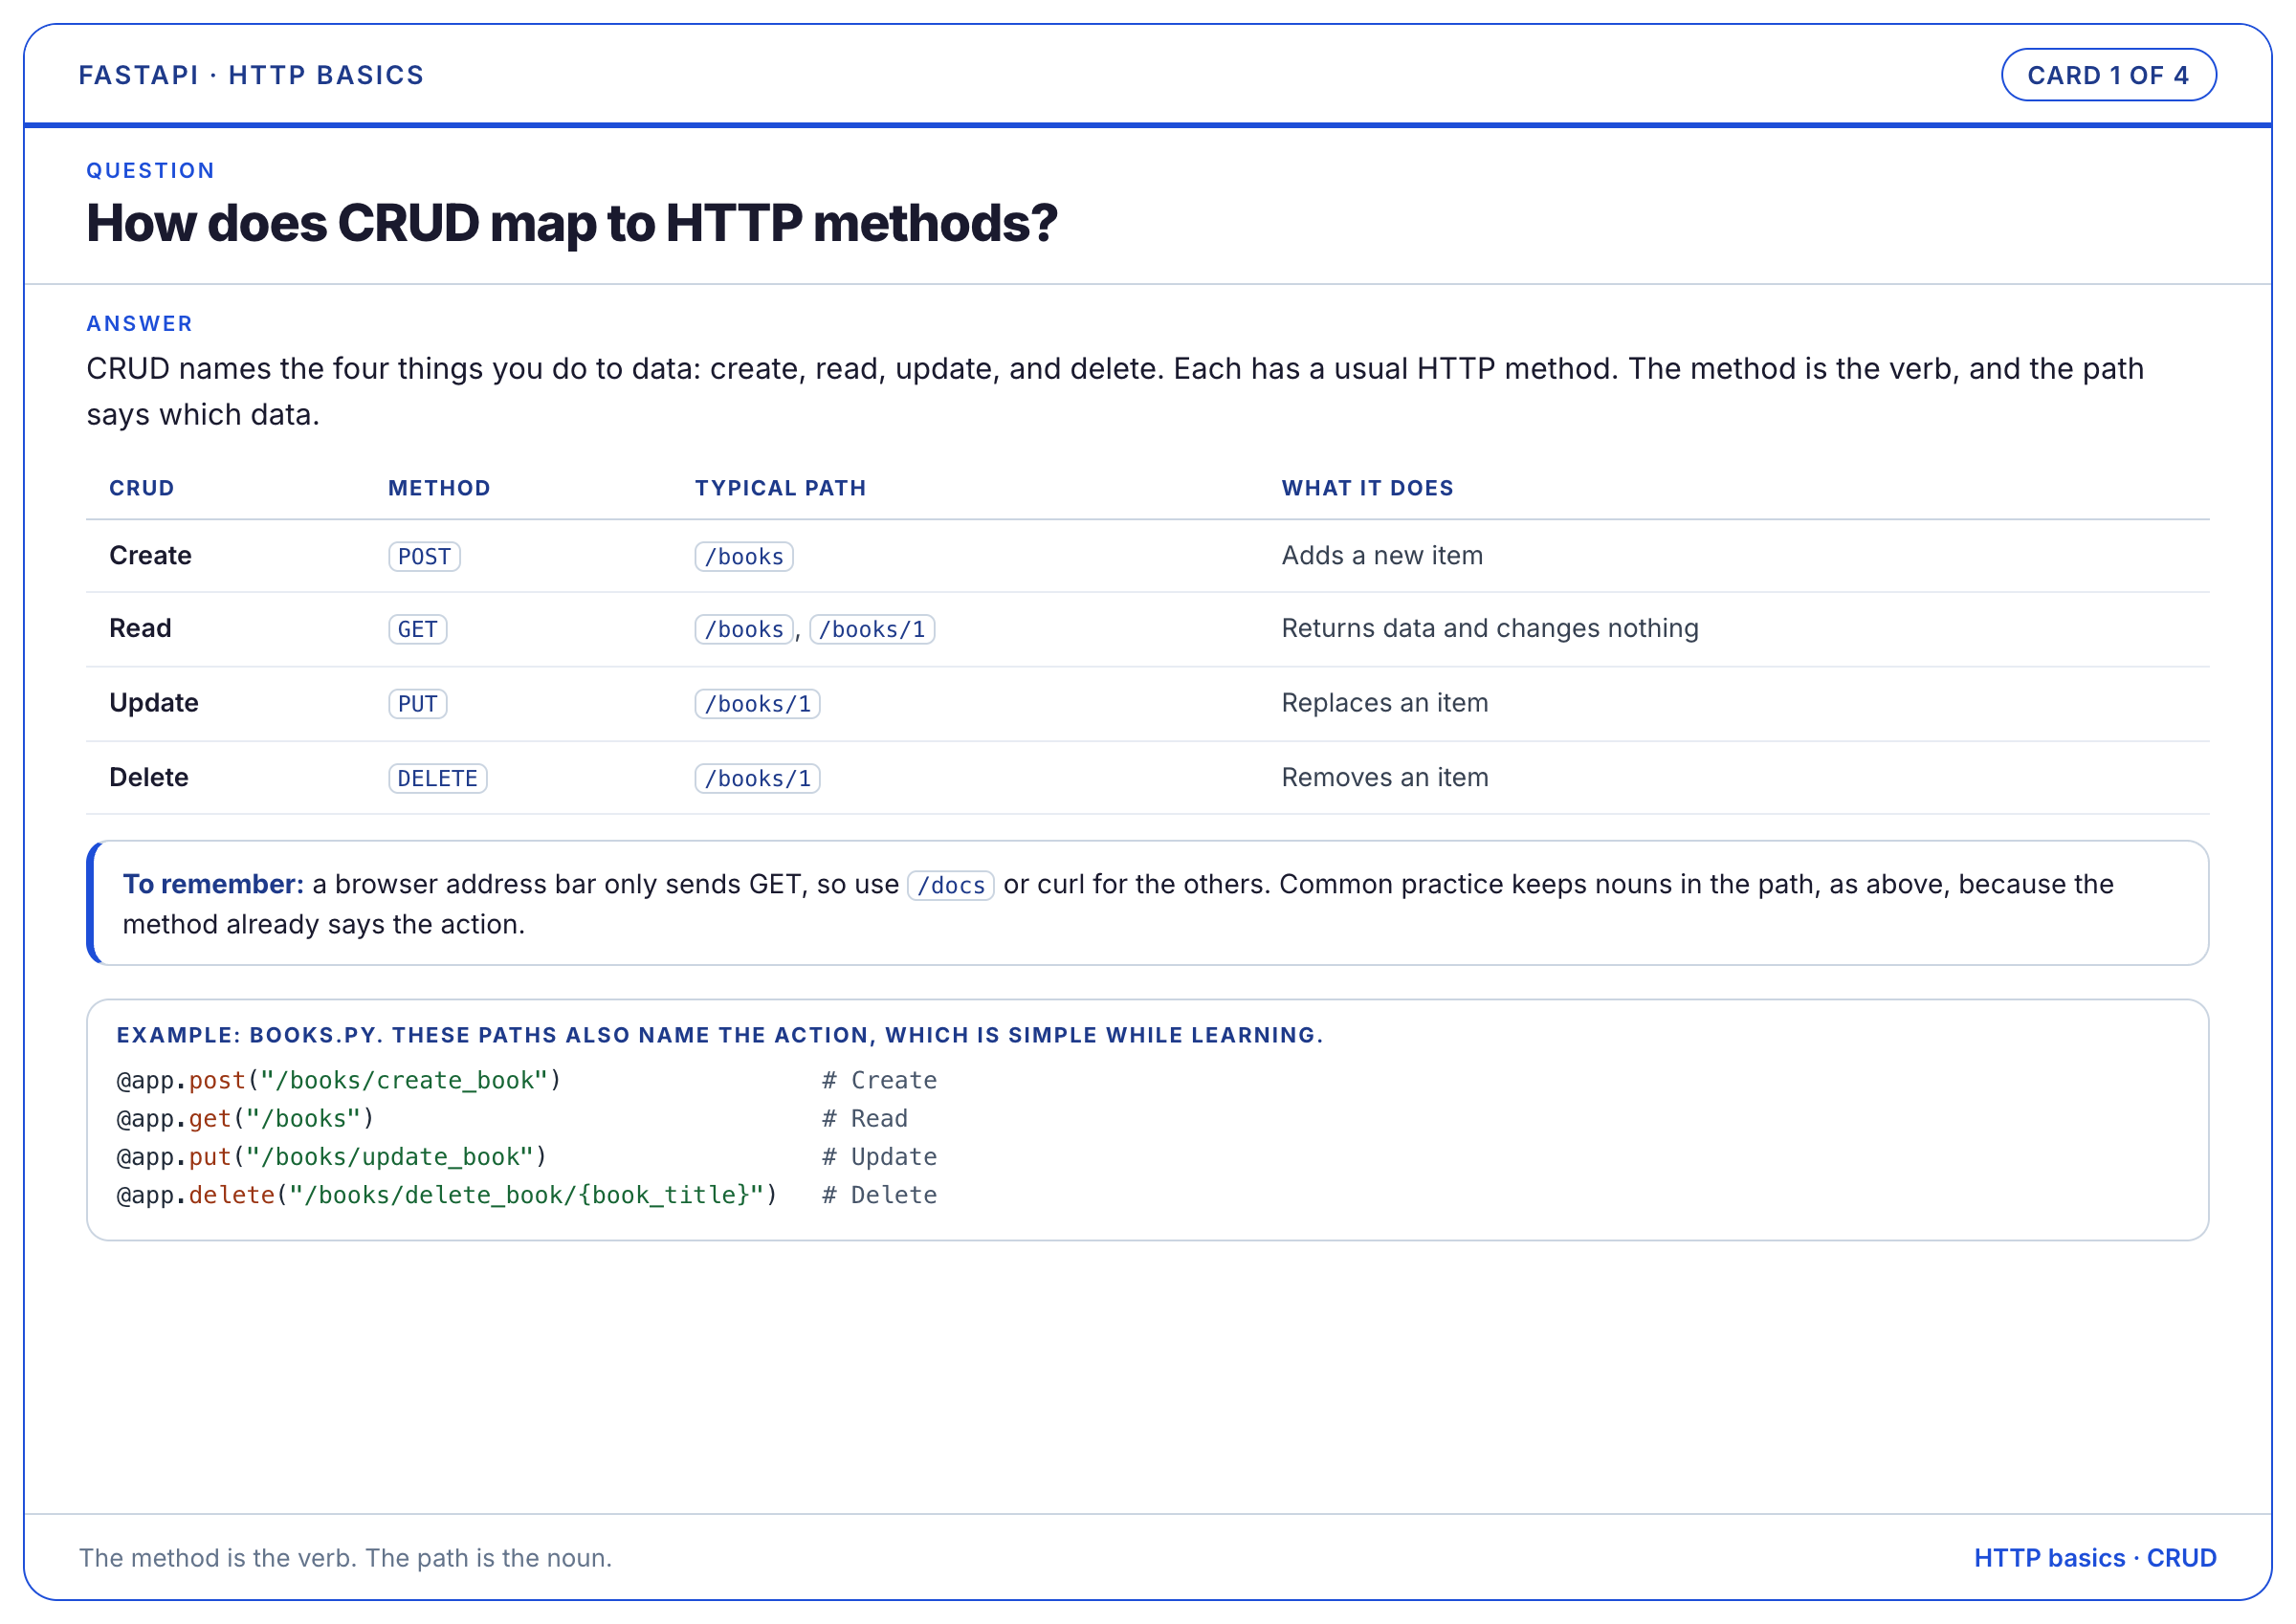 FASTAPI · HTTP BASICS
CARD 1 OF 4
QUESTION
How does CRUD map to HTTP methods?
ANSWER
CRUD names the four things you do to data: create, read, update, and delete. Each has a usual HTTP method. The method is the verb, and the path
says which data.
CRUD METHOD TYPICAL PATH WHAT IT DOES
Create POST /books Adds a new item
Read GET /books, /books/1 Returns data and changes nothing
Update PUT /books/1 Replaces an item
Delete DELETE /books/1 Removes an item
To remember: a browser address bar only sends GET, so use /docs or curl for the others. Common practice keeps nouns in the path, as above, because the
method already says the action.
EXAMPLE: BOOKS.PY. THESE PATHS ALSO NAME THE ACTION, WHICH IS SIMPLE WHILE LEARNING.
@app.post("/books/create_book") # Create
@app.get("/books") # Read
@app.put("/books/update_book") # Update
@app.delete("/books/delete_book/{book_title}") # Delete
The method is the verb. The path is the noun.
HTTP basics · CRUD